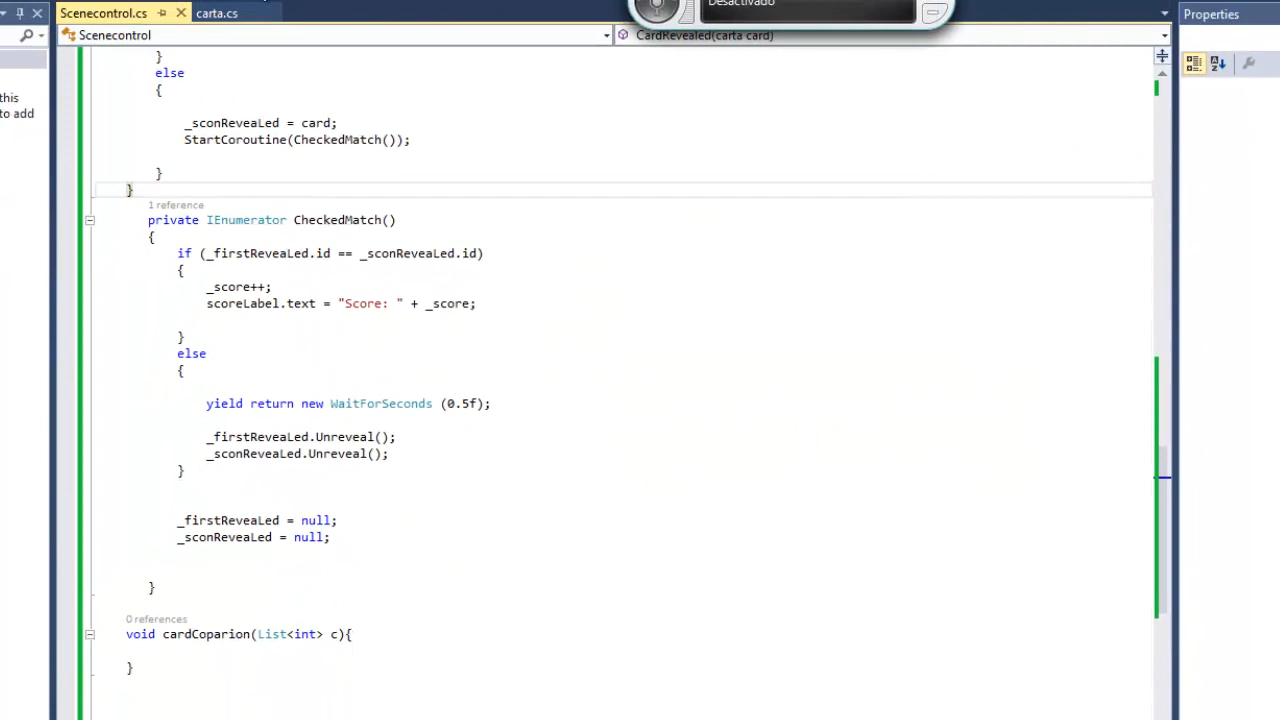 Scenecontrol.cs carta.cs
Desactivado
Properties
Scenecontrol
CardRevealed(carta card)
this
to add
}
else
{
_sconReveaLed = card;
StartCoroutine(CheckedMatch());
}
}
1 reference
private IEnumerator CheckedMatch()
{
if (_firstReveaLed.id == _sconReveaLed.id)
{
_score++;
scoreLabel.text = "Score: " + _score;
}
else
{
yield return new WaitForSeconds (0.5f);
_firstReveaLed.Unreveal();
_sconReveaLed.Unreveal();
}
_firstReveaLed = null;
_sconReveaLed = null;
}
0 references
void cardCoparion(List<int> c){
}